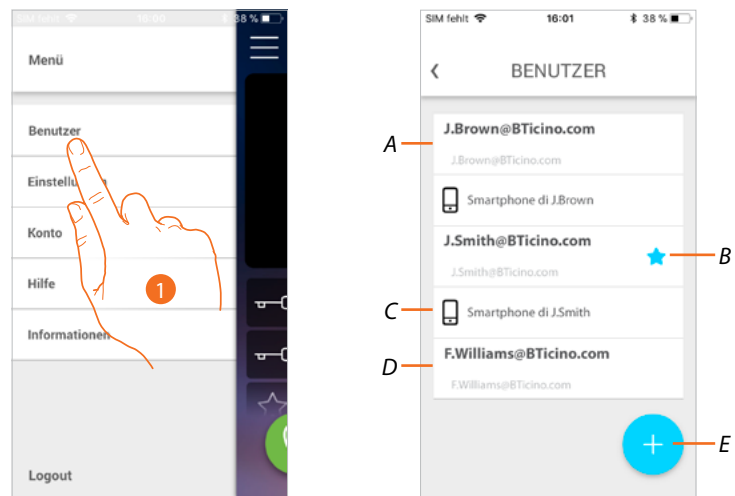 SIM fehlt 16:00 38 %
Menü
Benutzer
Konto
Hilfe
1
Informationen
Logout
SIM fehlt 16:01 38 %
BENUTZER
A
J.Brown@BTicino.com
J.Brown@BTicino.com
Smartphone di J.Brown
J.Smith@BTicino.com
B
J.Smith@BTicino.com
C
Smartphone di J.Smith
D
F.Williams@BTicino.com
F.Williams@BTicino.com
E